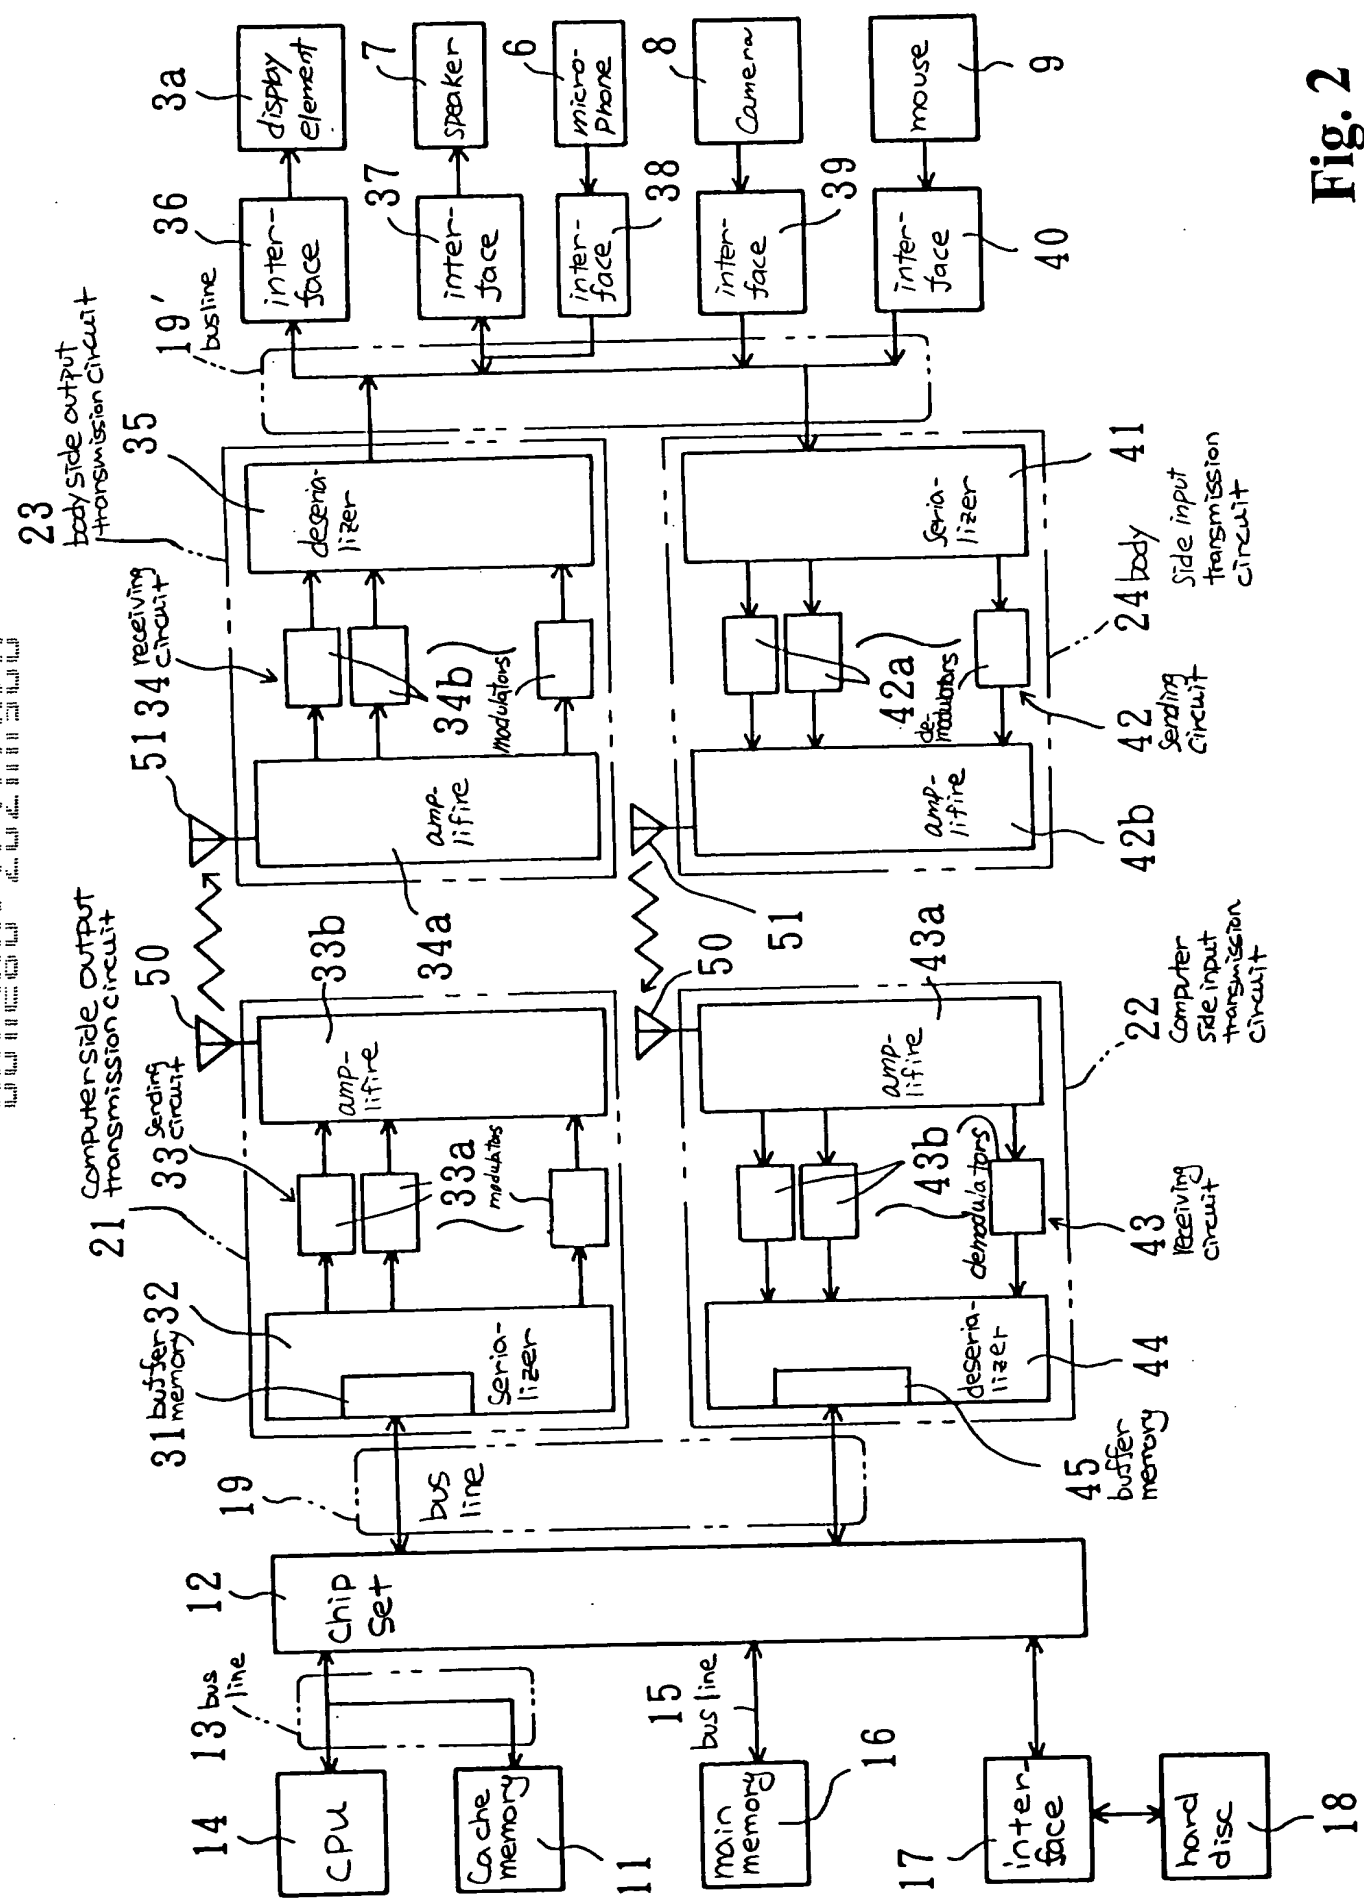 14
CPU
13 bus
line
Cache
memory
11
12
Chip
Set
15
bus line
main
memory
16
17
inter-
face
hard
disc
18
19
bus
line
21
Computer side output
transmission circuit
31 buffer
memory
32
Seria-
lizer
33 Sending
circuit
33a
modulators
33b
amp-
lifire
50
22
Computer
Side input
transmission
circuit
45
buffer
memory
deseria-
lizer
44
43b
demodulators
43
receiving
circuit
43a
amp-
lifire
50
51
23
body side output
transmission circuit
51
34 receiving
circuit
34a
amp-
lifire
34b
modulators
35
deseria-
lizer
24 body
Side input
transmission
circuit
amp-
lifire
42b
42a
de-
modulators
42
Sending
circuit
Seria-
lizer
41
19'
bus line
36
inter-
face
3a
display
element
37
inter-
face
7
speaker
38
inter-
face
6
micro-
phone
39
inter-
face
8
Camera
40
inter-
face
9
mouse
Fig. 2